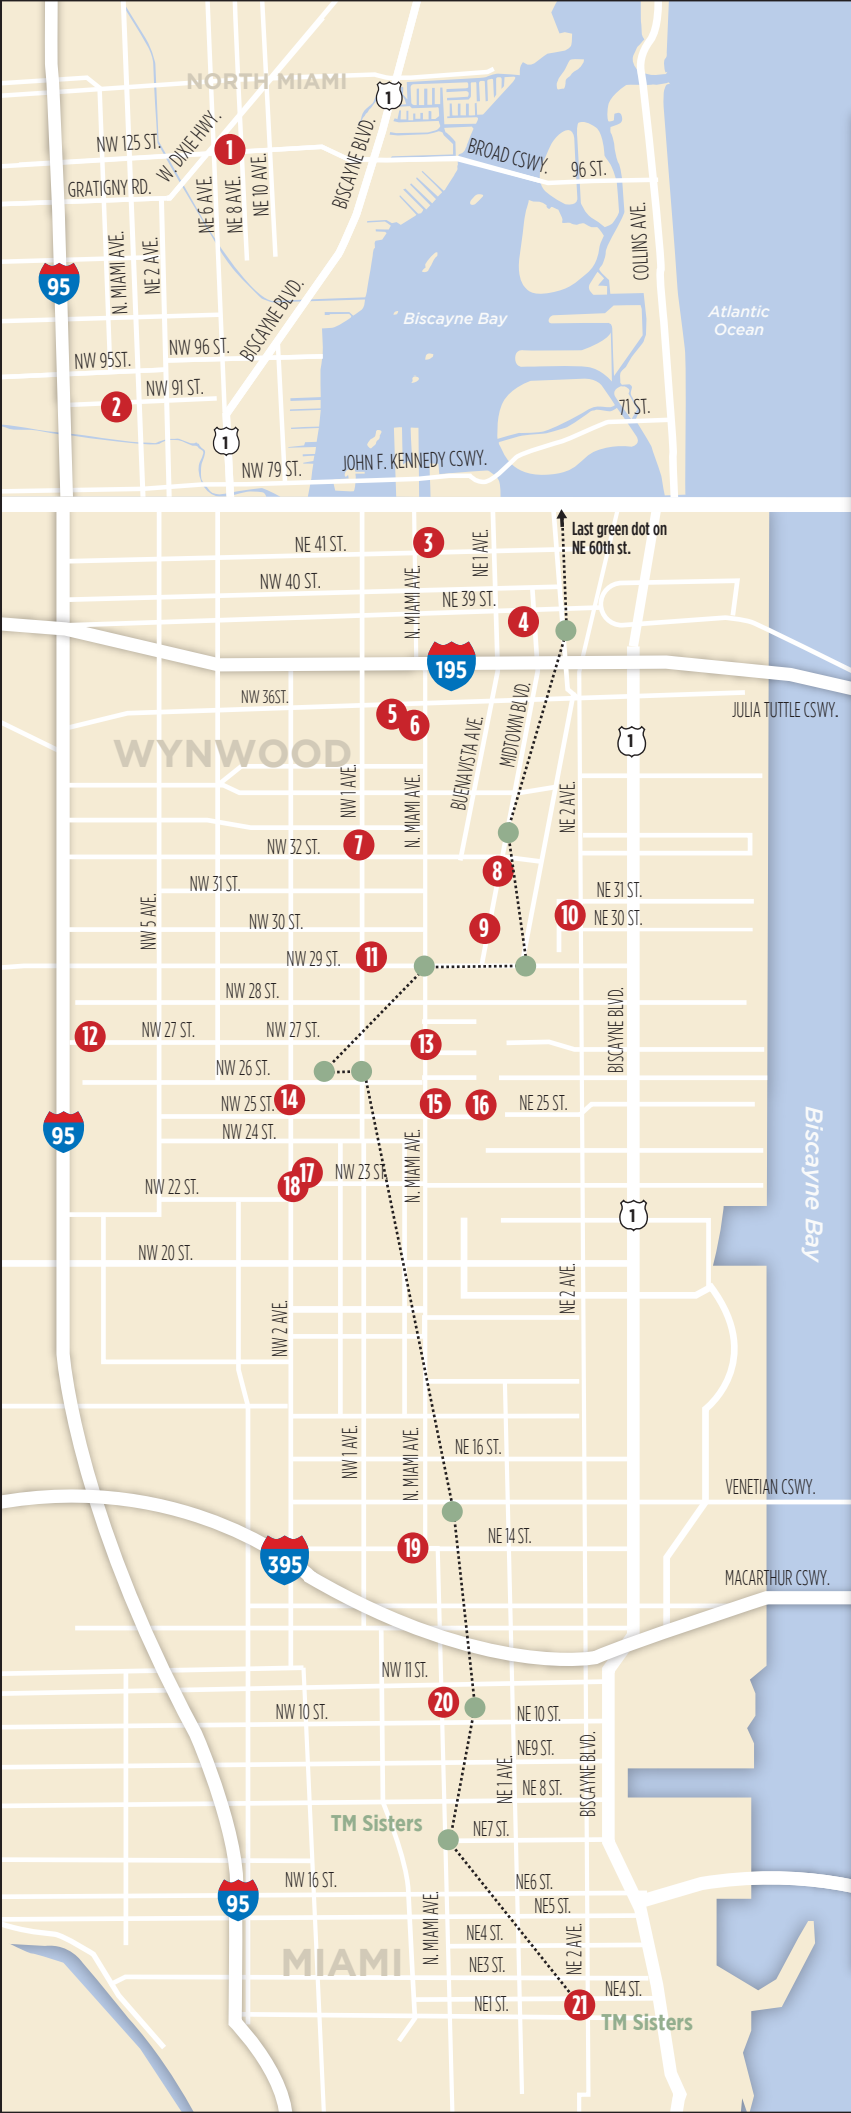 NORTH MIAMI
1
NW 125 ST.
W. DIXIE HWY.
1
BISCAYNE BLVD.
BROAD CSWY.
96 ST.
GRATIGNY RD.
NE 6 AVE.
NE 8 AVE.
NE 10 AVE.
COLLINS AVE.
N. MIAMI AVE.
NE 2 AVE.
95
BISCAYNE BLVD.
Biscayne Bay
Atlantic
Ocean
NW 95ST.
NW 96 ST.
NW 91 ST.
2
71 ST.
1
NW 79 ST.
JOHN F. KENNEDY CSWY.
Last green dot on
NE 60th st.
NE 41 ST.
3
NE 1 AVE.
NW 40 ST.
N. MIAMI AVE.
NE 39 ST.
4
195
NW 36ST.
5
6
JULIA TUTTLE CSWY.
WYNWOOD
BUENAVISTA AVE.
MIDTOWN BLVD.
1
NW 1 AVE.
N. MIAMI AVE.
NE 2 AVE.
NW 32 ST.
7
8
NW 31 ST.
NE 31 ST.
NW 5 AVE.
NW 30 ST.
9
10
NE 30 ST.
NW 29 ST.
11
NW 28 ST.
BISCAYNE BLVD.
12
NW 27 ST.
NW 27 ST.
13
NW 26 ST.
NW 25 ST.
14
15
16
NE 25 ST.
95
NW 24 ST.
N. MIAMI AVE.
Biscayne Bay
17
NW 23 ST.
18
NW 22 ST.
1
NW 20 ST.
NE 2 AVE.
NW 2 AVE.
NW 1 AVE.
N. MIAMI AVE.
NE 16 ST.
VENETIAN CSWY.
19
NE 14 ST.
395
MACARTHUR CSWY.
NW 11 ST.
20
NW 10 ST.
NE 10 ST.
NE9 ST.
BISCAYNE BLVD.
NE 1 AVE.
NE 8 ST.
TM Sisters
NE7 ST.
NW 16 ST.
NE6 ST.
95
NE5 ST.
N. MIAMI AVE.
NE4 ST.
NE 2 AVE.
MIAMI
NE3 ST.
NE4 ST.
NE1 ST.
21
TM Sisters